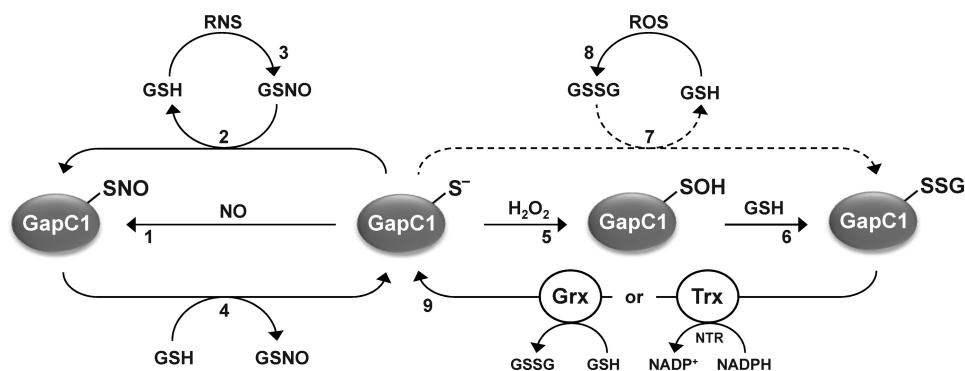 RNS
ROS
3
8
GSH
GSNO
GSSG
GSH
2
7
SNO
S–
SOH
SSG
GapC1
NO
GapC1
H₂O₂
GapC1
GSH
GapC1
1
5
6
4
9
Grx
or
Trx
GSH
GSNO
GSSG
GSH
NTR
NADP⁺
NADPH